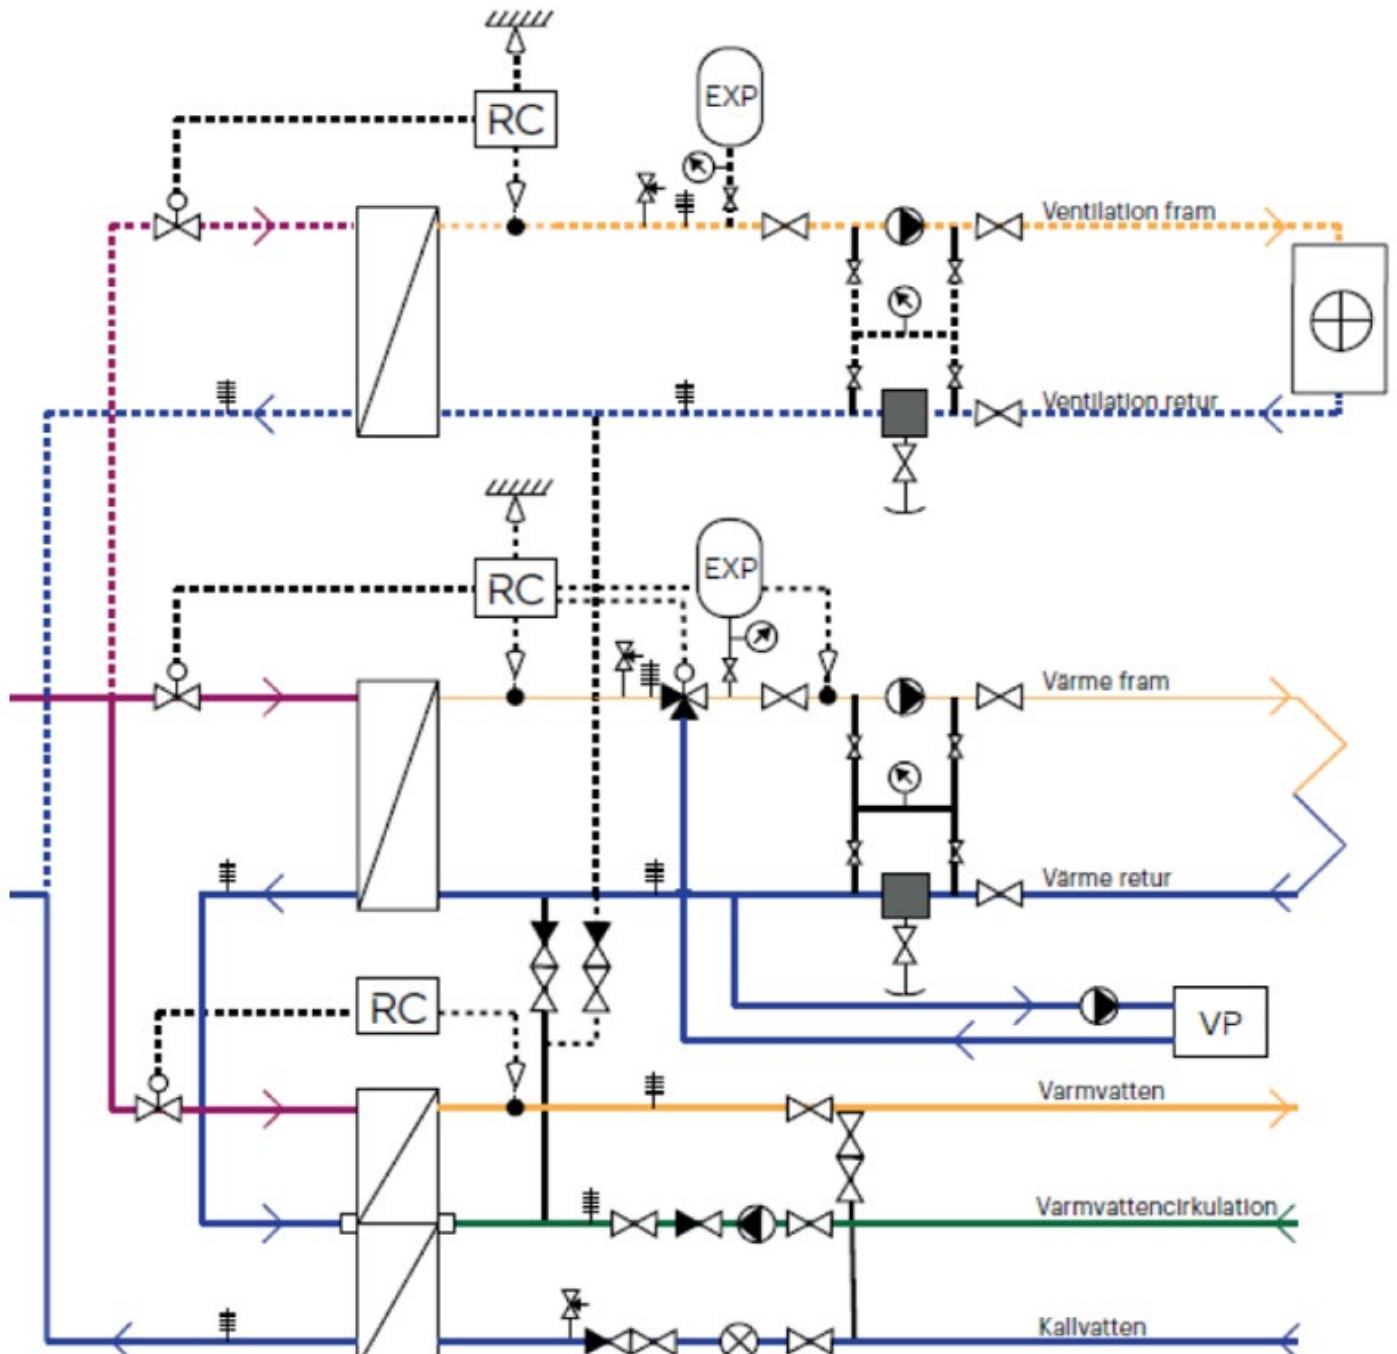 RC
EXP
Ventilation fram
Ventilation retur
RC
EXP
Värme fram
Värme retur
RC
VP
Varmvatten
Varmvattencirkulation
Kallvatten